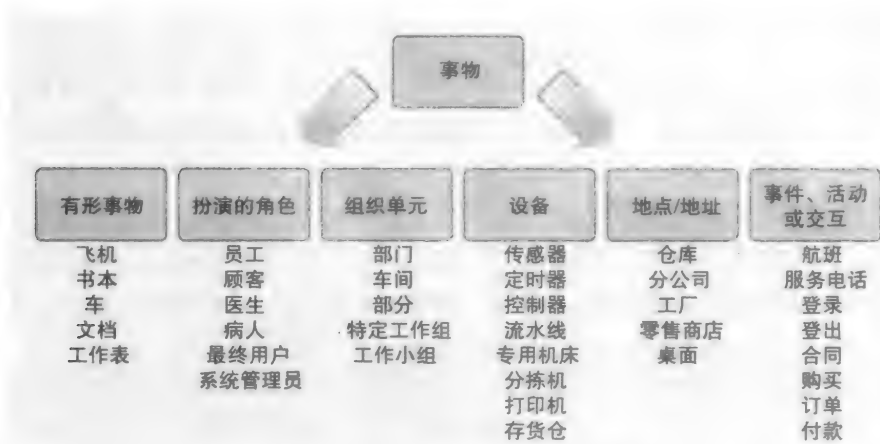 事物
有形事物
飞机
书本
车
文档
工作表
扮演的角色
员工
顾客
医生
病人
最终用户
系统管理员
组织单元
部门
车间
部分
特定工作组
工作小组
设备
传感器
定时器
控制器
流水线
专用机床
分拣机
打印机
存货仓
地点/地址
仓库
分公司
工厂
零售商店
桌面
事件、活动
或交互
航班
服务电话
登录
登出
合同
购买
订单
付款